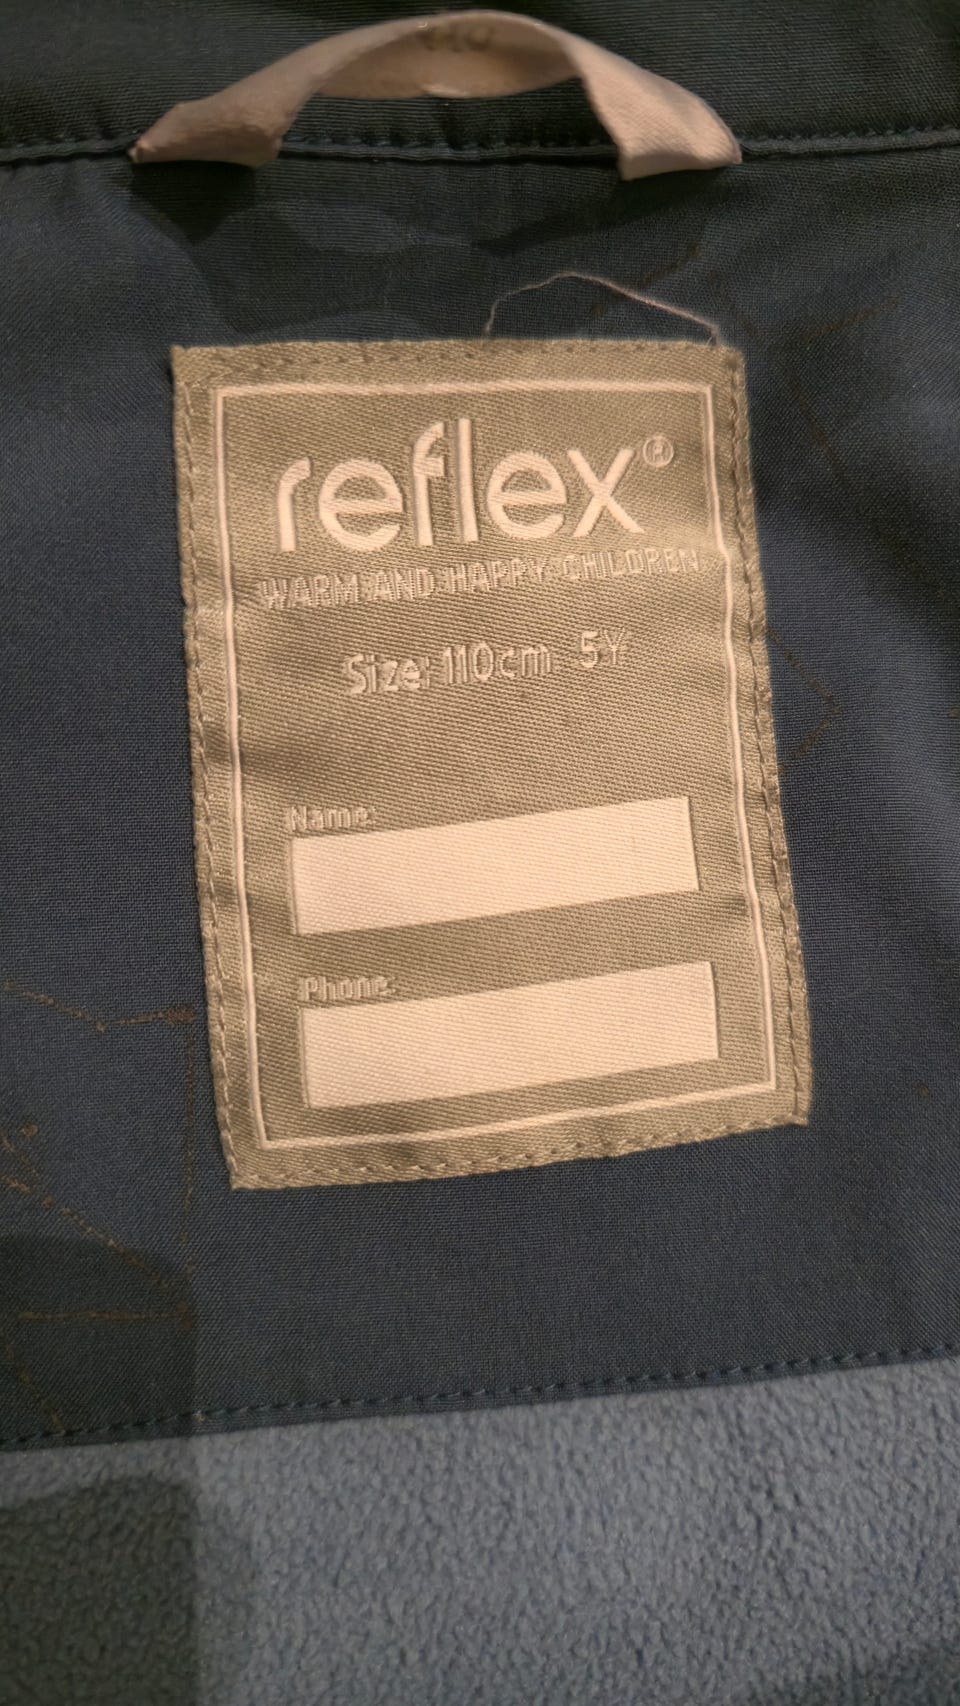 reflex®
WARM AND HAPPY CHILDREN
Size: 110cm 5Y
Name:
Phone: